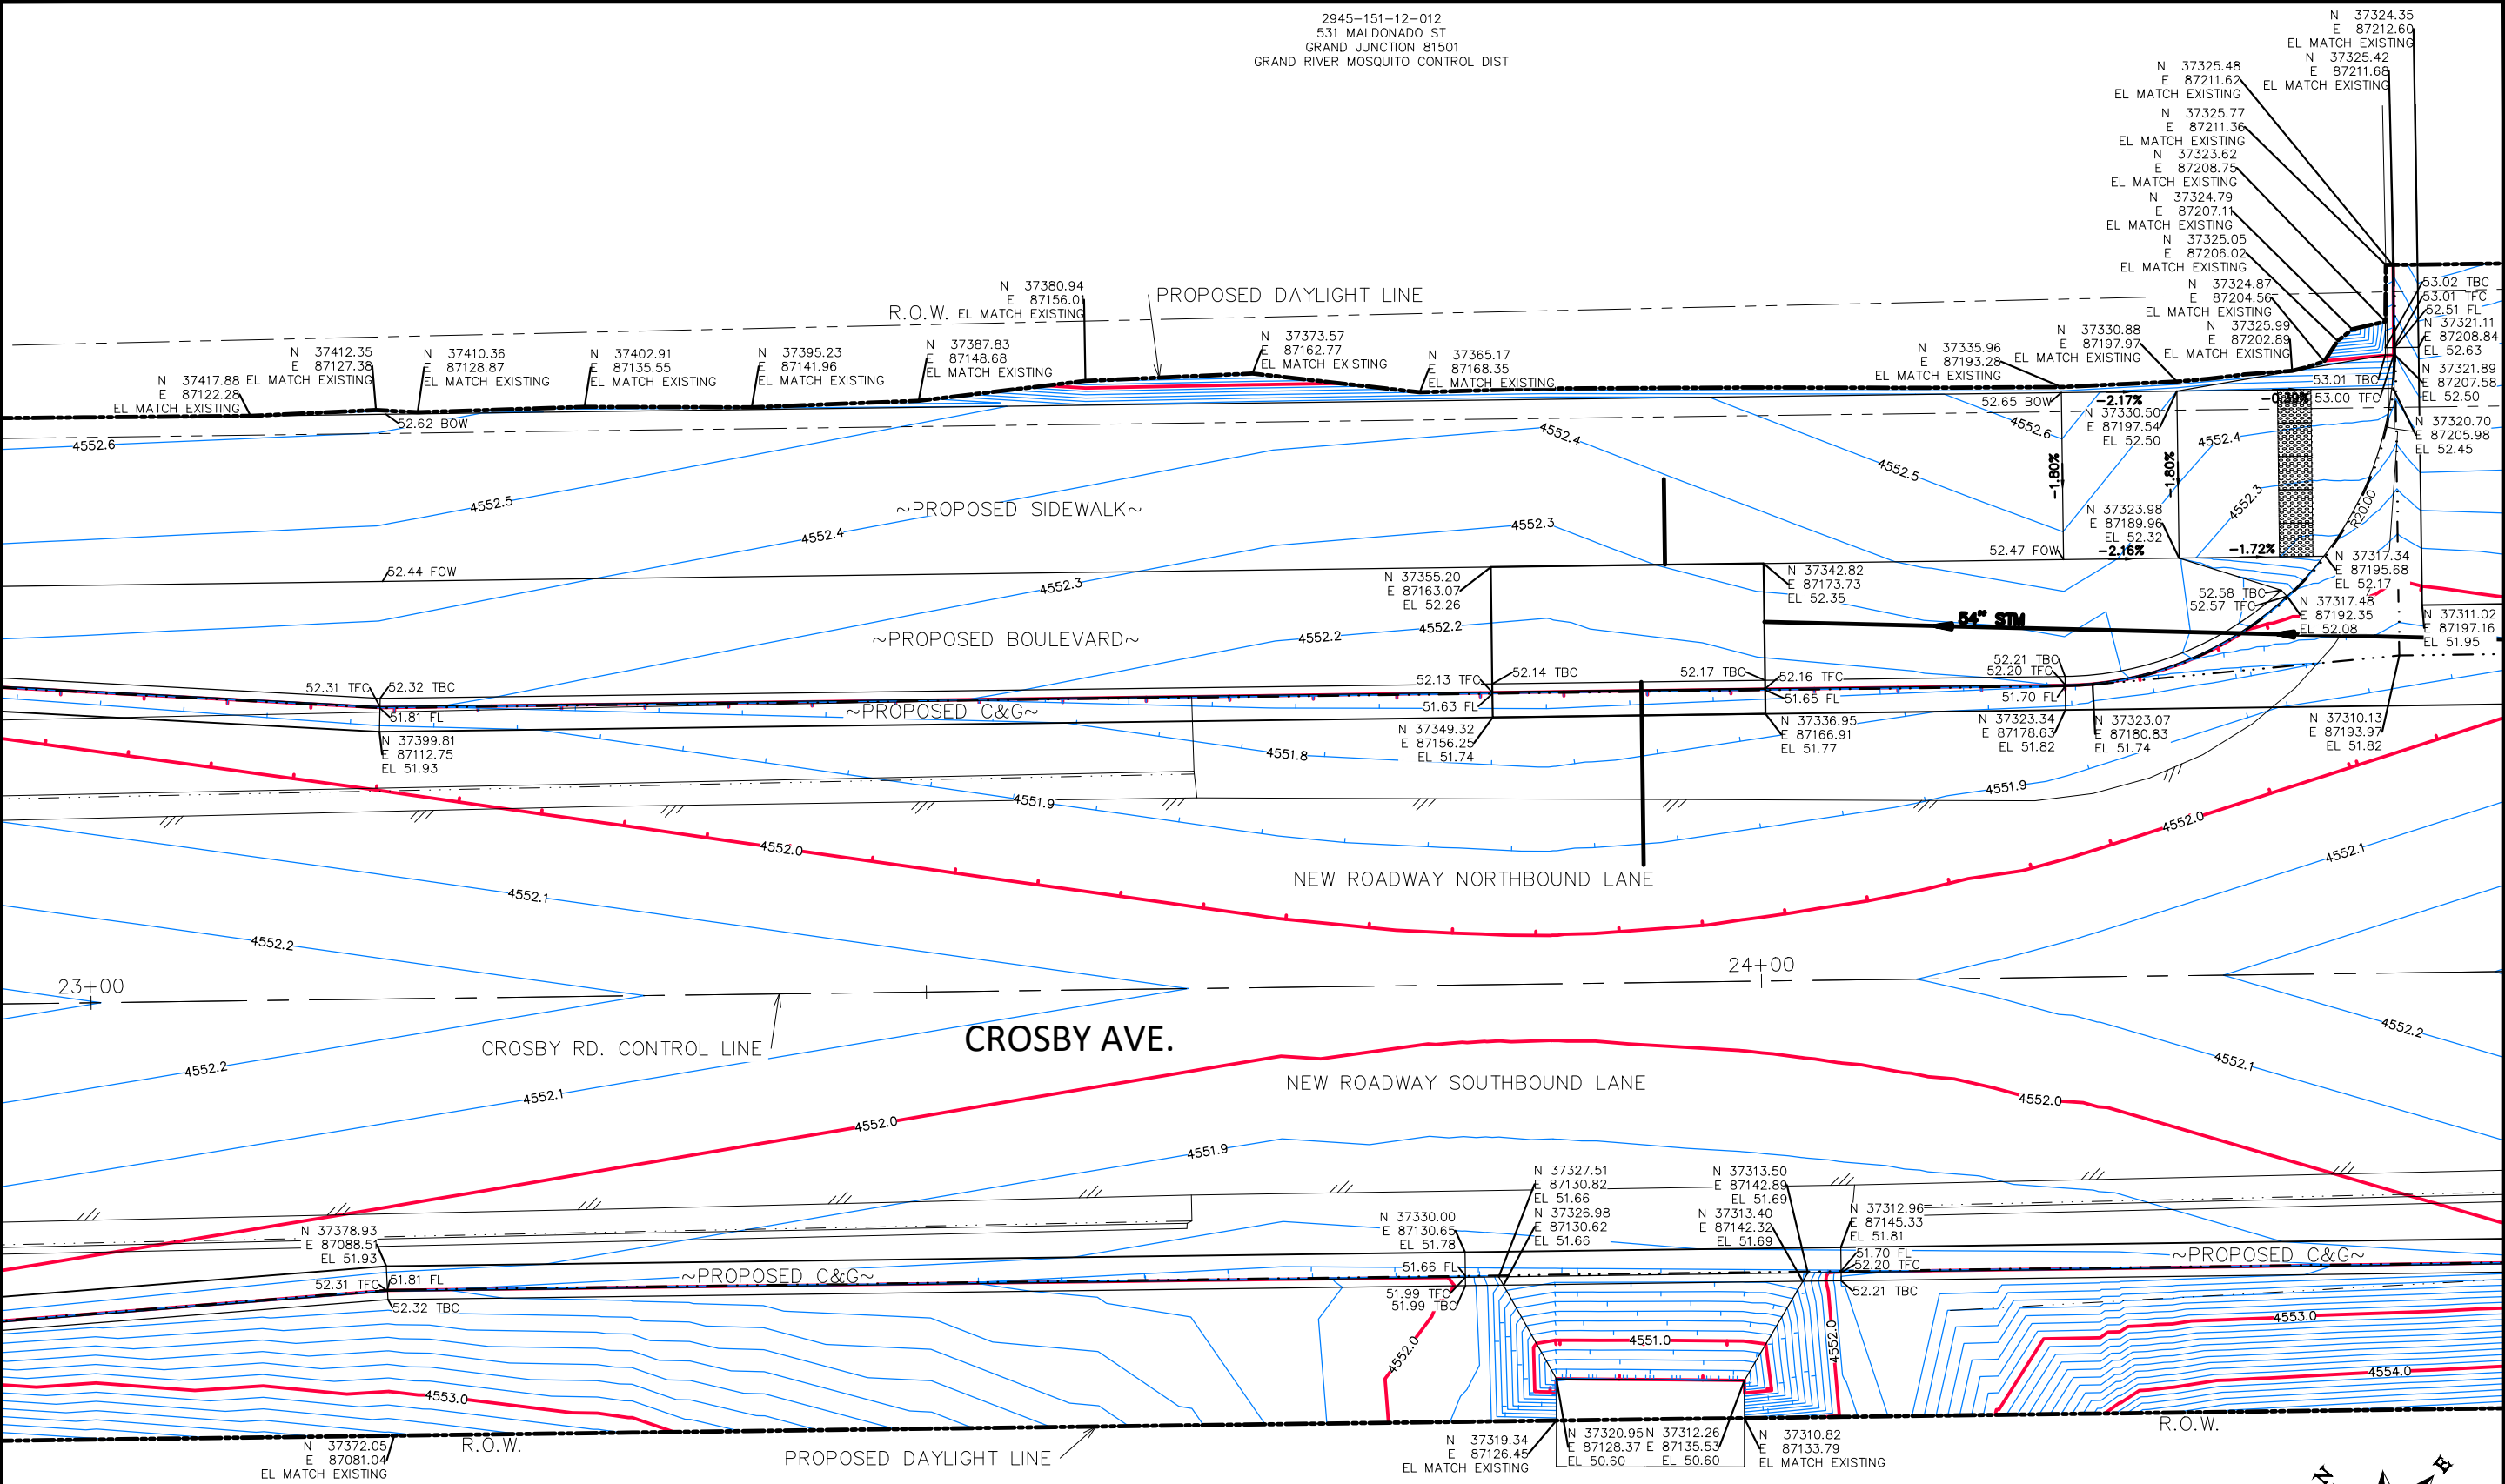 2945-151-12-012
531 MALDONADO ST
GRAND JUNCTION 81501
GRAND RIVER MOSQUITO CONTROL DIST
N 37324.35
E 87212.60
EL MATCH EXISTING
N 37325.42
E 87211.68
EL MATCH EXISTING
N 37325.48
E 87211.62
EL MATCH EXISTING
N 37325.77
E 87211.36
EL MATCH EXISTING
N 37323.62
E 87208.75
EL MATCH EXISTING
N 37324.79
E 87207.11
EL MATCH EXISTING
N 37325.05
E 87206.02
EL MATCH EXISTING
N 37324.87
E 87204.56
EL MATCH EXISTING
N 37325.99
E 87202.89
EL MATCH EXISTING
N 37330.88
E 87197.97
EL MATCH EXISTING
N 37335.96
E 87193.28
EL MATCH EXISTING
53.02 TBC
53.01 TFC
52.51 FL
N 37321.11
E 87208.84
EL 52.63
N 37321.89
E 87207.58
EL 52.50
N 37320.70
E 87205.98
EL 52.45
53.01 TBC
53.00 TFC
N 37380.94
E 87156.01
R.O.W. EL MATCH EXISTING
PROPOSED DAYLIGHT LINE
N 37417.88
E 87122.28
EL MATCH EXISTING
N 37412.35
E 87127.38
EL MATCH EXISTING
N 37410.36
E 87128.87
EL MATCH EXISTING
N 37402.91
E 87135.55
EL MATCH EXISTING
N 37395.23
E 87141.96
EL MATCH EXISTING
N 37387.83
E 87148.68
EL MATCH EXISTING
N 37373.57
E 87162.77
EL MATCH EXISTING
N 37365.17
E 87168.35
EL MATCH EXISTING
52.62 BOW
52.65 BOW
-2.17%
-0.39%
N 37330.50
E 87197.54
EL 52.50
4552.6
4552.5
4552.4
4552.4
4552.5
4552.6
4552.4
4552.3
-1.80%
-1.80%
R20.00
~PROPOSED SIDEWALK~
4552.3
N 37323.98
E 87189.96
EL 52.32
52.47 FOW
-2.16%
-1.72%
N 37317.34
E 87195.68
EL 52.17
52.44 FOW
4552.3
N 37355.20
E 87163.07
EL 52.26
N 37342.82
E 87173.73
EL 52.35
52.58 TBC
52.57 TFC
N 37317.48
E 87192.35
EL 52.08
N 37311.02
E 87197.16
EL 51.95
54" STM
~PROPOSED BOULEVARD~
4552.2
4552.2
52.31 TFC
52.32 TBC
51.81 FL
52.13 TFC
52.14 TBC
51.63 FL
52.17 TBC
52.16 TFC
51.65 FL
52.21 TBC
52.20 TFC
51.70 FL
~PROPOSED C&G~
N 37399.81
E 87112.75
EL 51.93
N 37349.32
E 87156.25
EL 51.74
N 37336.95
E 87166.91
EL 51.77
N 37323.34
E 87178.63
EL 51.82
N 37323.07
E 87180.83
EL 51.74
N 37310.13
E 87193.97
EL 51.82
4551.8
4551.9
4551.9
4552.0
4552.0
4552.1
4552.1
4552.2
NEW ROADWAY NORTHBOUND LANE
23+00
24+00
CROSBY RD. CONTROL LINE
CROSBY AVE.
4552.2
4552.2
4552.1
4552.1
NEW ROADWAY SOUTHBOUND LANE
4552.0
4552.0
4551.9
N 37378.93
E 87088.51
EL 51.93
52.31 TFC
51.81 FL
52.32 TBC
~PROPOSED C&G~
N 37330.00
E 87130.65
EL 51.78
51.66 FL
51.99 TFC
51.99 TBC
N 37327.51
E 87130.82
EL 51.66
N 37326.98
E 87130.62
EL 51.66
N 37313.50
E 87142.89
EL 51.69
N 37313.40
E 87142.32
EL 51.69
N 37312.96
E 87145.33
EL 51.81
51.70 FL
52.20 TFC
52.21 TBC
~PROPOSED C&G~
4552.0
4551.0
4552.0
4553.0
4554.0
4553.0
R.O.W.
R.O.W.
PROPOSED DAYLIGHT LINE
N 37372.05
E 87081.04
EL MATCH EXISTING
N 37319.34
E 87126.45
EL MATCH EXISTING
N 37320.95
E 87128.37
EL 50.60
N 37312.26
E 87135.53
EL 50.60
N 37310.82
E 87133.79
EL MATCH EXISTING
N
E